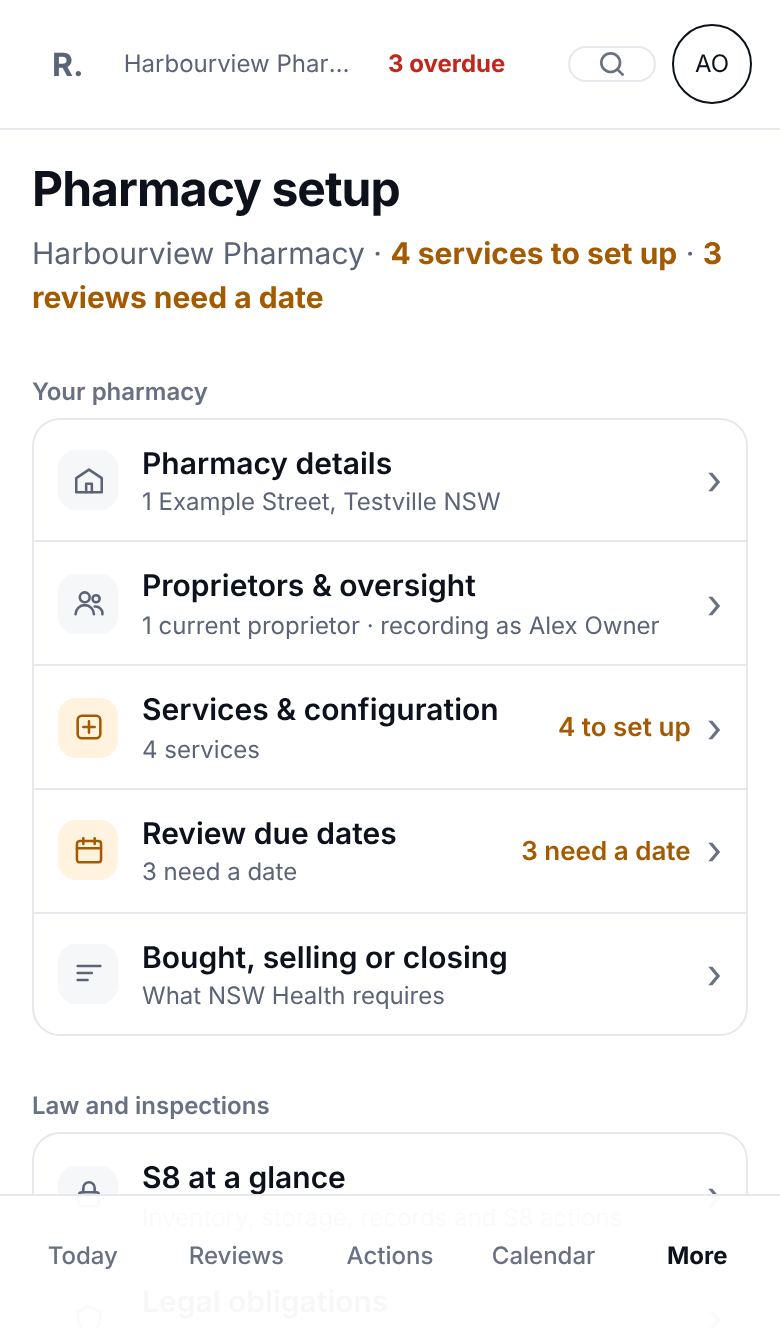 R.
Harbourview Phar...
3 overdue
AO
Pharmacy setup
Harbourview Pharmacy · 4 services to set up · 3
reviews need a date
Your pharmacy
Pharmacy details
1 Example Street, Testville NSW
Proprietors & oversight
1 current proprietor · recording as Alex Owner
Services & configuration
4 services
4 to set up
Review due dates
3 need a date
3 need a date
Bought, selling or closing
What NSW Health requires
Law and inspections
S8 at a glance
Inventory, storage, records and S8 actions
Today
Reviews
Actions
Calendar
More
Legal obligations